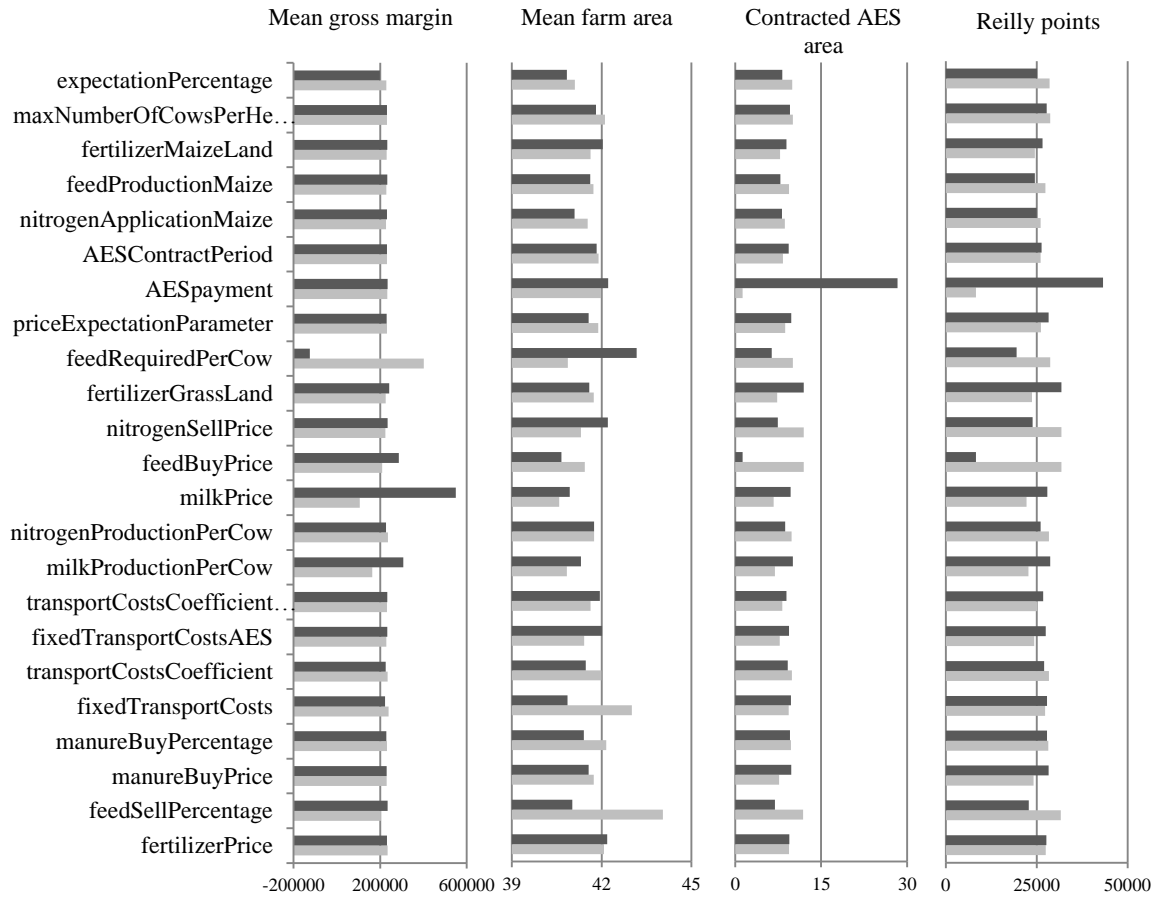 Mean gross margin
Mean farm area
Contracted AES
area
Reilly points
expectationPercentage
maxNumberOfCowsPerHe…
fertilizerMaizeLand
feedProductionMaize
nitrogenApplicationMaize
AESContractPeriod
AESpayment
priceExpectationParameter
feedRequiredPerCow
fertilizerGrassLand
nitrogenSellPrice
feedBuyPrice
milkPrice
nitrogenProductionPerCow
milkProductionPerCow
transportCostsCoefficient…
fixedTransportCostsAES
transportCostsCoefficient
fixedTransportCosts
manureBuyPercentage
manureBuyPrice
feedSellPercentage
fertilizerPrice
-200000 200000 600000
39 42 45
0 15 30
0 25000 50000